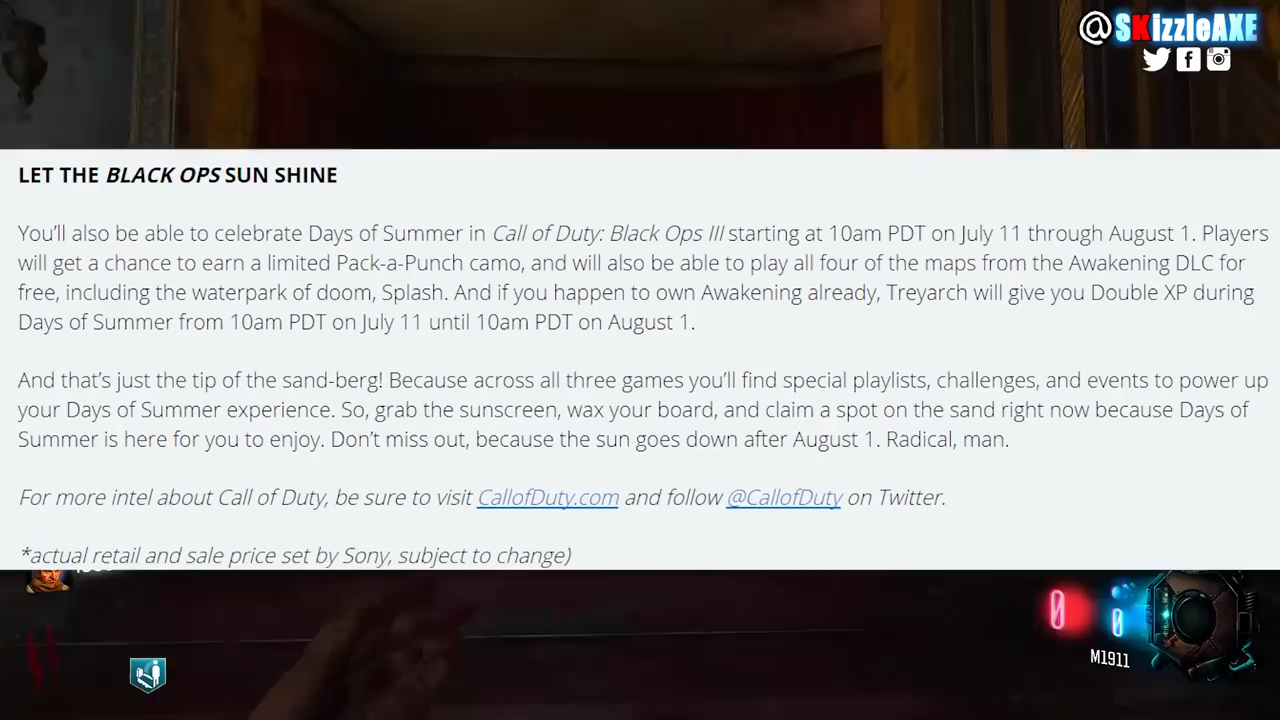 @SKizzleAXE
LET THE BLACK OPS SUN SHINE
You'll also be able to celebrate Days of Summer in Call of Duty: Black Ops III starting at 10am PDT on July 11 through August 1. Players
will get a chance to earn a limited Pack-a-Punch camo, and will also be able to play all four of the maps from the Awakening DLC for
free, including the waterpark of doom, Splash. And if you happen to own Awakening already, Treyarch will give you Double XP during
Days of Summer from 10am PDT on July 11 until 10am PDT on August 1.
And that's just the tip of the sand-berg! Because across all three games you'll find special playlists, challenges, and events to power up
your Days of Summer experience. So, grab the sunscreen, wax your board, and claim a spot on the sand right now because Days of
Summer is here for you to enjoy. Don't miss out, because the sun goes down after August 1. Radical, man.
For more intel about Call of Duty, be sure to visit CallofDuty.com and follow @CallofDuty on Twitter.
*actual retail and sale price set by Sony, subject to change)
0 0
M1911